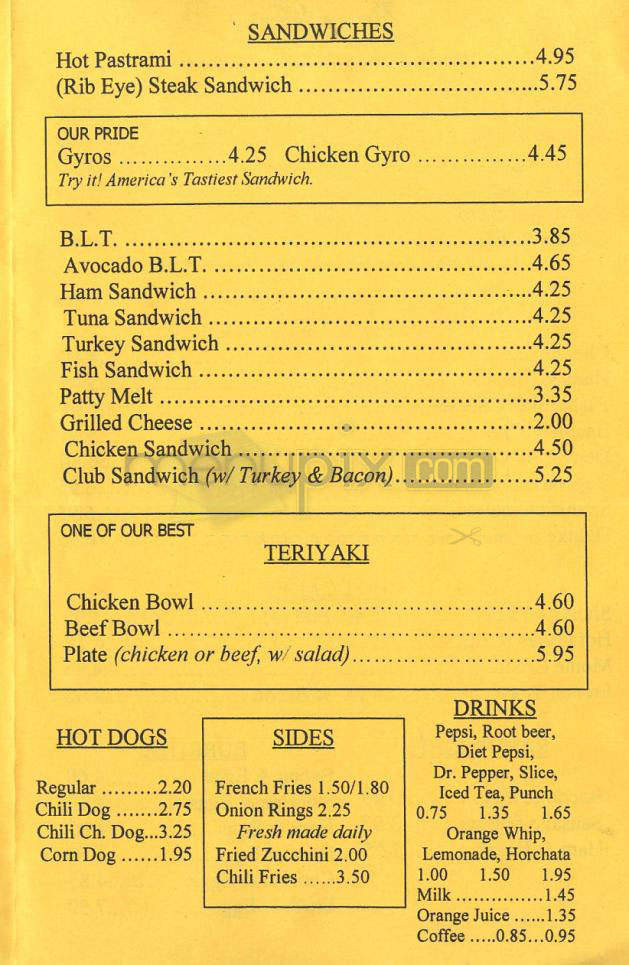 SANDWICHES
Hot Pastrami ...............................................4.95
(Rib Eye) Steak Sandwich ................................5.75
OUR PRIDE
Gyros ...............4.25 Chicken Gyro ...............4.45
Try it! America's Tastiest Sandwich.
B.L.T. .......................................................3.85
Avocado B.L.T. ...........................................4.65
Ham Sandwich ............................................4.25
Tuna Sandwich ...........................................4.25
Turkey Sandwich .........................................4.25
Fish Sandwich ............................................4.25
Patty Melt ..................................................3.35
Grilled Cheese ............................................2.00
Chicken Sandwich ........................................4.50
Club Sandwich (w/ Turkey & Bacon)..................5.25
menupix.com
ONE OF OUR BEST
TERIYAKI
Chicken Bowl .............................................4.60
Beef Bowl ..................................................4.60
Plate (chicken or beef, w/ salad)........................5.95
HOT DOGS
Regular .........2.20
Chili Dog .......2.75
Chili Ch. Dog...3.25
Corn Dog ......1.95
SIDES
French Fries 1.50/1.80
Onion Rings 2.25
Fresh made daily
Fried Zucchini 2.00
Chili Fries ......3.50
DRINKS
Pepsi, Root beer,
Diet Pepsi,
Dr. Pepper, Slice,
Iced Tea, Punch
0.75 1.35 1.65
Orange Whip,
Lemonade, Horchata
1.00 1.50 1.95
Milk ................1.45
Orange Juice ......1.35
Coffee .....0.85...0.95